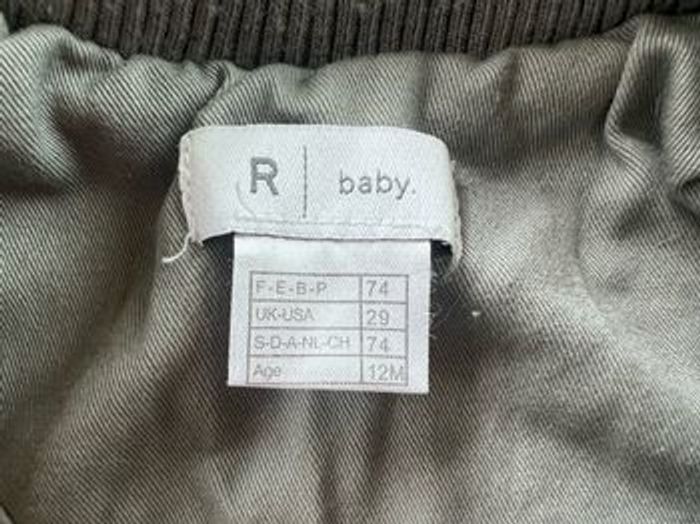 R | baby.
F-E-B-P 74
UK-USA 29
S-D-A-NL-CH 74
Age 12M